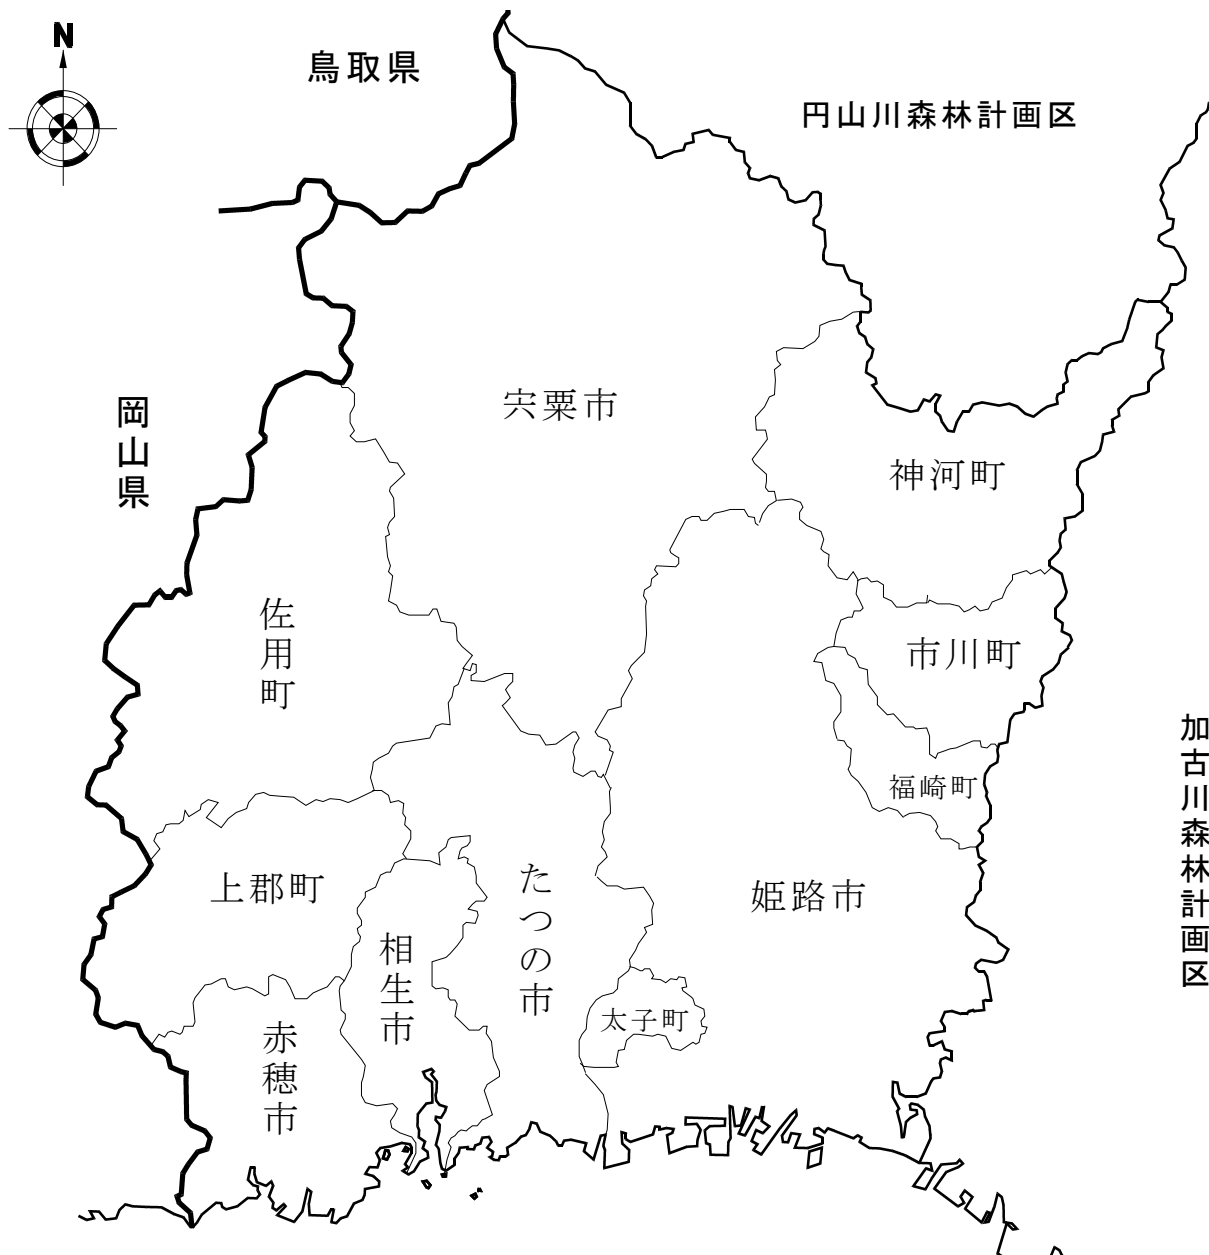 N
鳥取県
円山川森林計画区
岡山県
宍粟市
神河町
佐用町
市川町
加古川森林計画区
福崎町
上郡町
たつの市
姫路市
相生市
太子町
赤穂市